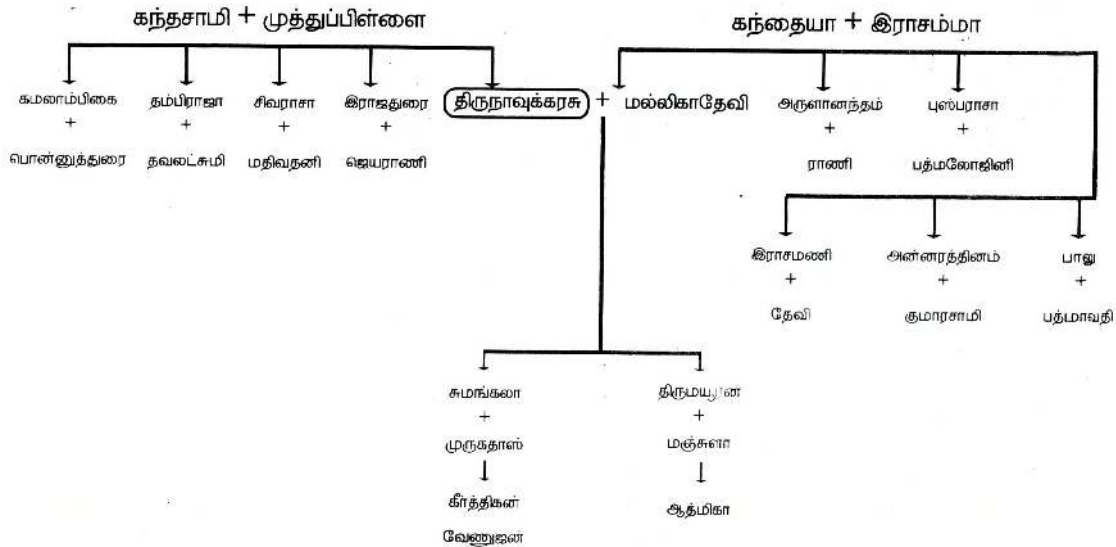 கந்தசாமி + முத்துப்பிள்ளை
கந்தையா + இராசம்மா
கமலாம்பிகை
+
பொன்னுத்துரை
தம்பிராஜா
+
தவலட்சுமி
சிவராசா
+
மதிவதனி
இராஜதுரை
+
ஜெயராணி
திருநாவுக்கரசு + மல்லிகாதேவி
அருளானந்தம்
+
ராணி
புஸ்பராசா
+
பத்மலோஜினி
இராசமணி
+
தேவி
அன்னரத்தினம்
+
குமாரசாமி
பாலு
+
பத்மாவதி
சுமங்கலா
+
முருகதாஸ்
கீர்த்திகன்
வேணுஜன்
+
மஞ்சுளா
ஆத்மிகா